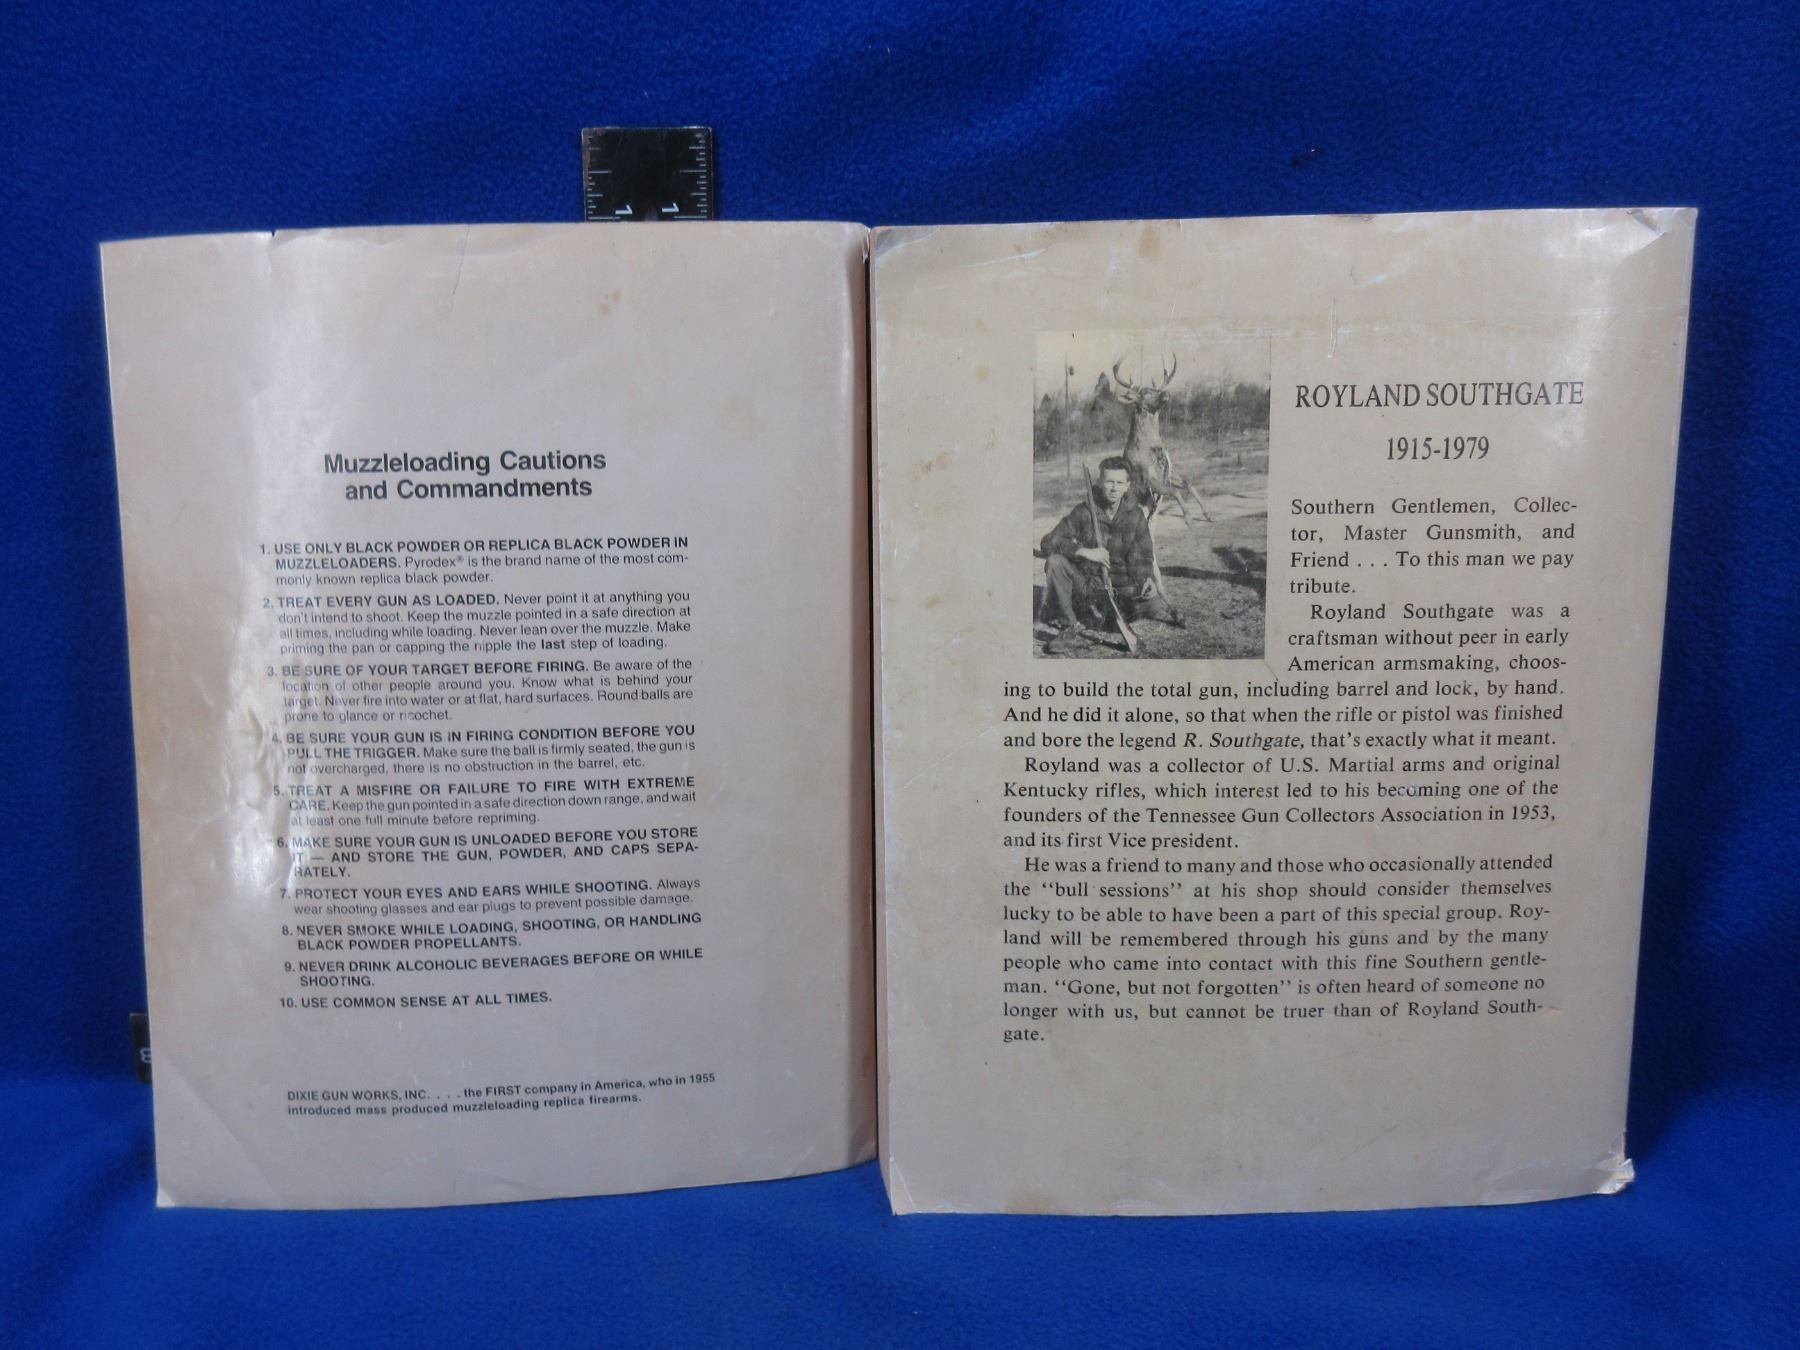 1 1
Muzzleloading Cautions
and Commandments
1. USE ONLY BLACK POWDER OR REPLICA BLACK POWDER IN
MUZZLELOADERS. Pyrodex® is the brand name of the most com-
monly known replica black powder.
2. TREAT EVERY GUN AS LOADED. Never point it at anything you
don't intend to shoot. Keep the muzzle pointed in a safe direction at
all times, including while loading. Never lean over the muzzle. Make
priming the pan or capping the nipple the last step of loading.
3. BE SURE OF YOUR TARGET BEFORE FIRING. Be aware of the
location of other people around you. Know what is behind your
target. Never fire into water or at flat, hard surfaces. Round balls are
prone to glance or ricochet.
4. BE SURE YOUR GUN IS IN FIRING CONDITION BEFORE YOU
PULL THE TRIGGER. Make sure the ball is firmly seated, the gun is
not overcharged, there is no obstruction in the barrel, etc.
5. TREAT A MISFIRE OR FAILURE TO FIRE WITH EXTREME
CARE. Keep the gun pointed in a safe direction down range, and wait
at least one full minute before repriming.
6. MAKE SURE YOUR GUN IS UNLOADED BEFORE YOU STORE
IT — AND STORE THE GUN, POWDER, AND CAPS SEPA-
RATELY.
7. PROTECT YOUR EYES AND EARS WHILE SHOOTING. Always
wear shooting glasses and ear plugs to prevent possible damage.
8. NEVER SMOKE WHILE LOADING, SHOOTING, OR HANDLING
BLACK POWDER PROPELLANTS.
9. NEVER DRINK ALCOHOLIC BEVERAGES BEFORE OR WHILE
SHOOTING.
10. USE COMMON SENSE AT ALL TIMES.
DIXIE GUN WORKS, INC. . . . the FIRST company in America, who in 1955
introduced mass produced muzzleloading replica firearms.
8
ROYLAND SOUTHGATE
1915-1979
Southern Gentlemen, Collec-
tor, Master Gunsmith, and
Friend . . . To this man we pay
tribute.
Royland Southgate was a
craftsman without peer in early
American armsmaking, choos-
ing to build the total gun, including barrel and lock, by hand.
And he did it alone, so that when the rifle or pistol was finished
and bore the legend R. Southgate, that's exactly what it meant.
Royland was a collector of U.S. Martial arms and original
Kentucky rifles, which interest led to his becoming one of the
founders of the Tennessee Gun Collectors Association in 1953,
and its first Vice president.
He was a friend to many and those who occasionally attended
the "bull sessions" at his shop should consider themselves
lucky to be able to have been a part of this special group. Roy-
land will be remembered through his guns and by the many
people who came into contact with this fine Southern gentle-
man. "Gone, but not forgotten" is often heard of someone no
longer with us, but cannot be truer than of Royland South-
gate.